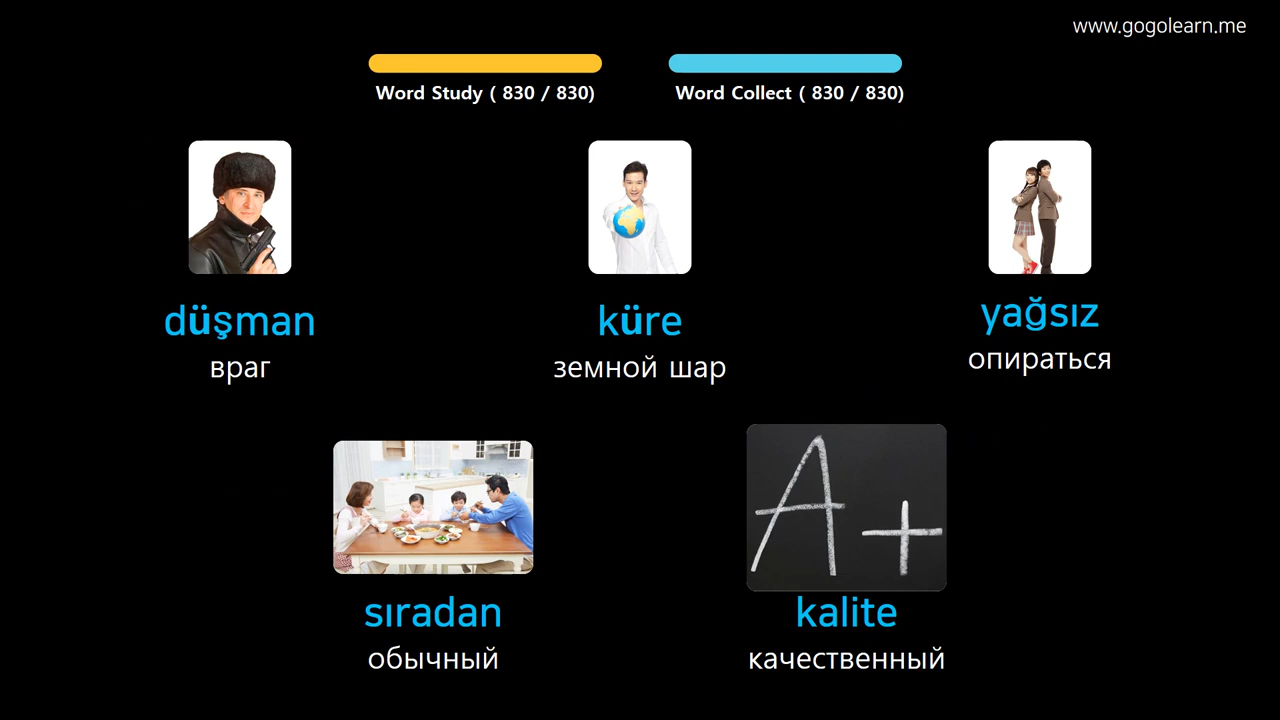 www.gogolearn.me
Word Study ( 830 / 830)
Word Collect ( 830 / 830)
düşman
враг
küre
земной шар
yağsız
опираться
A+
sıradan
обычный
kalite
качественный